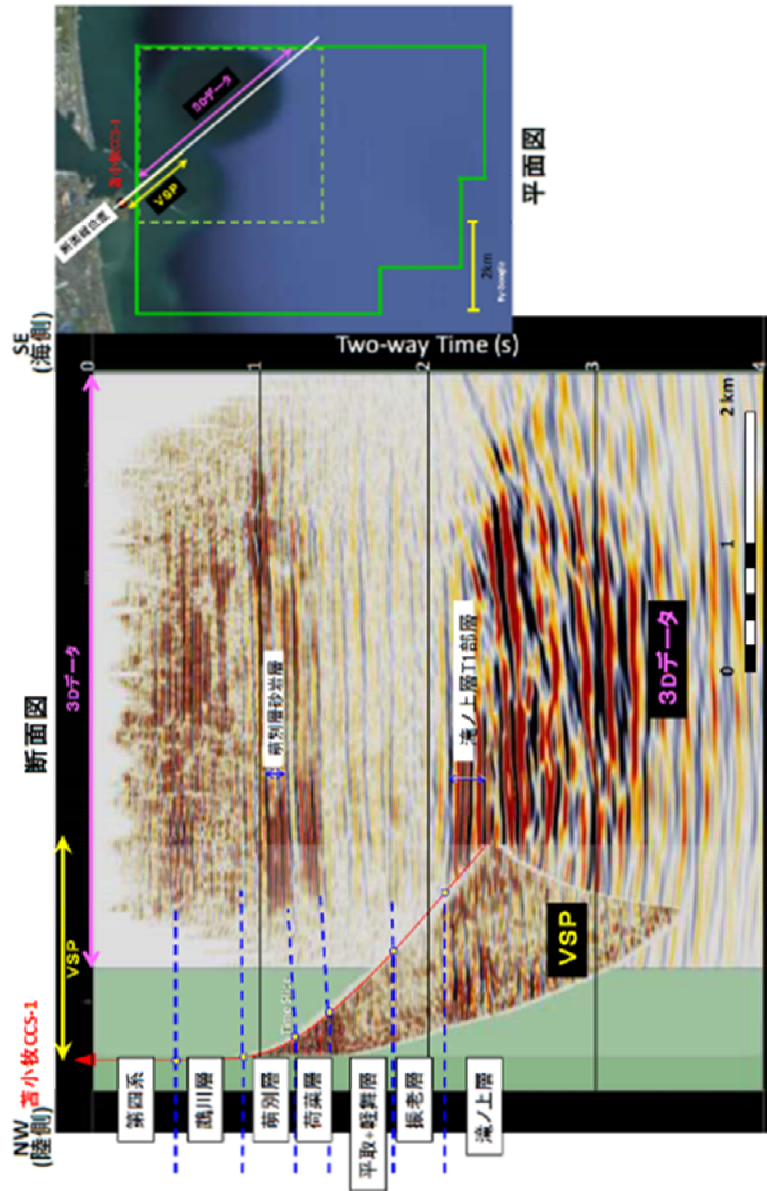 断面図
平面図
NW
(陸側)
苫小牧CCS-1
SE
(海側)
VSP
3Dデータ
第四系
鵡川層
萌別層
荷菜層
平取+軽舞層
振老層
滝ノ上層
萌別層砂岩層
滝ノ上層T1部層
VSP
3Dデータ
0
1
2
3
4
Two-way Time (s)
0
1
2 km
断面線位置
苫小牧CCS-1
VSP
3Dデータ
2km
By Google